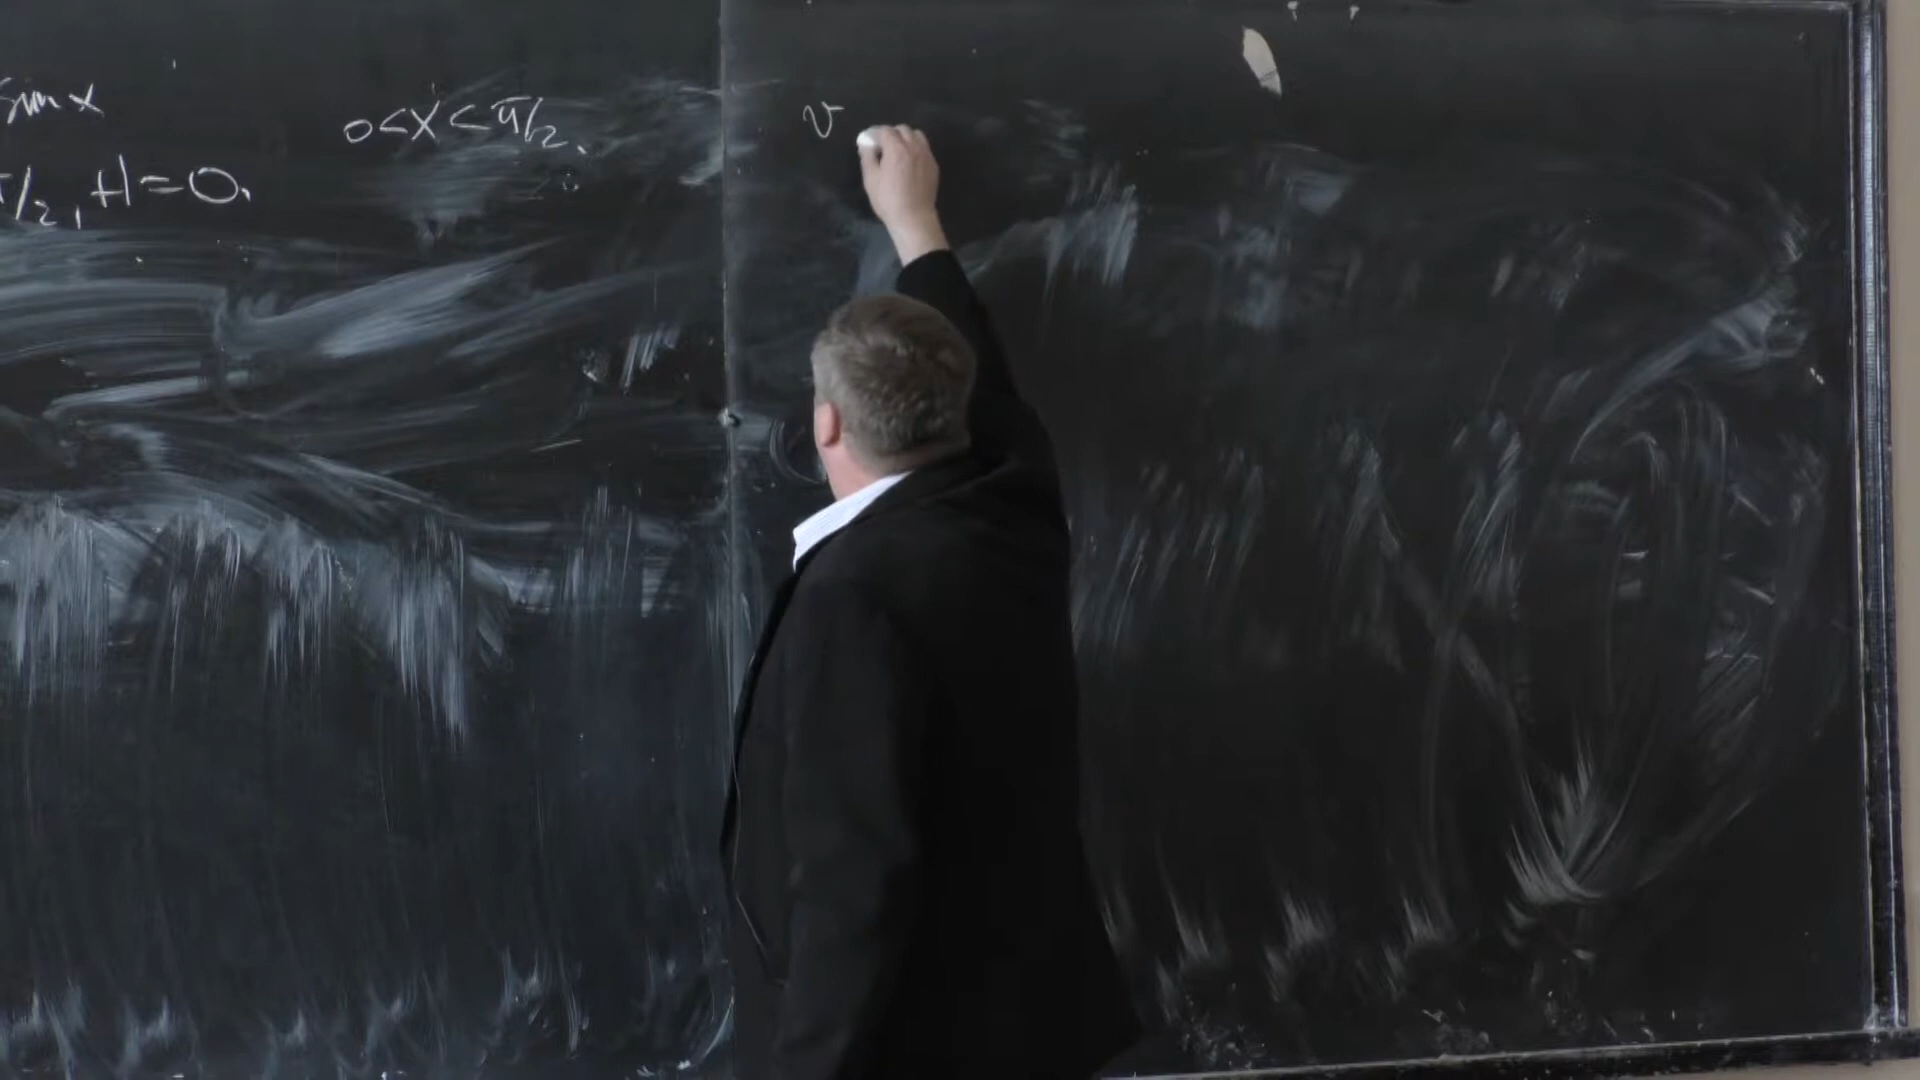 sin x
0<x<π/2.
π/2, H=0.
v